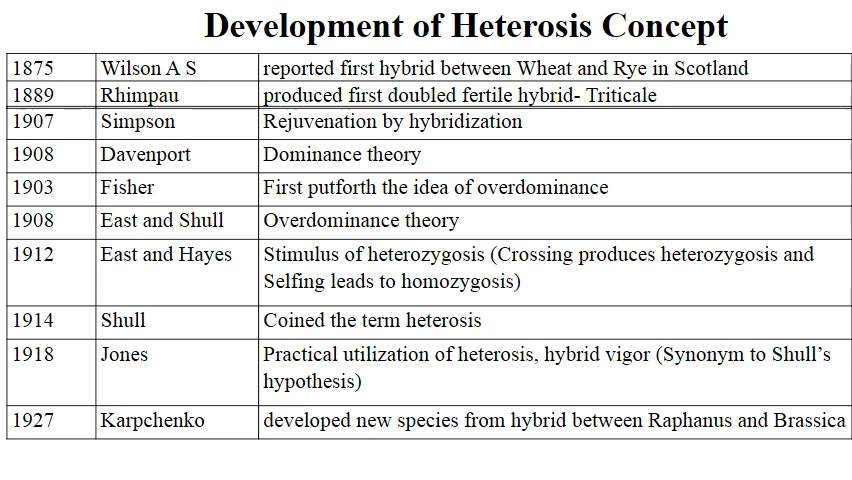 Development of Heterosis Concept
1875 Wilson A S reported first hybrid between Wheat and Rye in Scotland
1889 Rhimpau produced first doubled fertile hybrid- Triticale
1907 Simpson Rejuvenation by hybridization
1908 Davenport Dominance theory
1903 Fisher First putforth the idea of overdominance
1908 East and Shull Overdominance theory
1912 East and Hayes Stimulus of heterozygosis (Crossing produces heterozygosis and
Selfing leads to homozygosis)
1914 Shull Coined the term heterosis
1918 Jones Practical utilization of heterosis, hybrid vigor (Synonym to Shull’s
hypothesis)
1927 Karpchenko developed new species from hybrid between Raphanus and Brassica